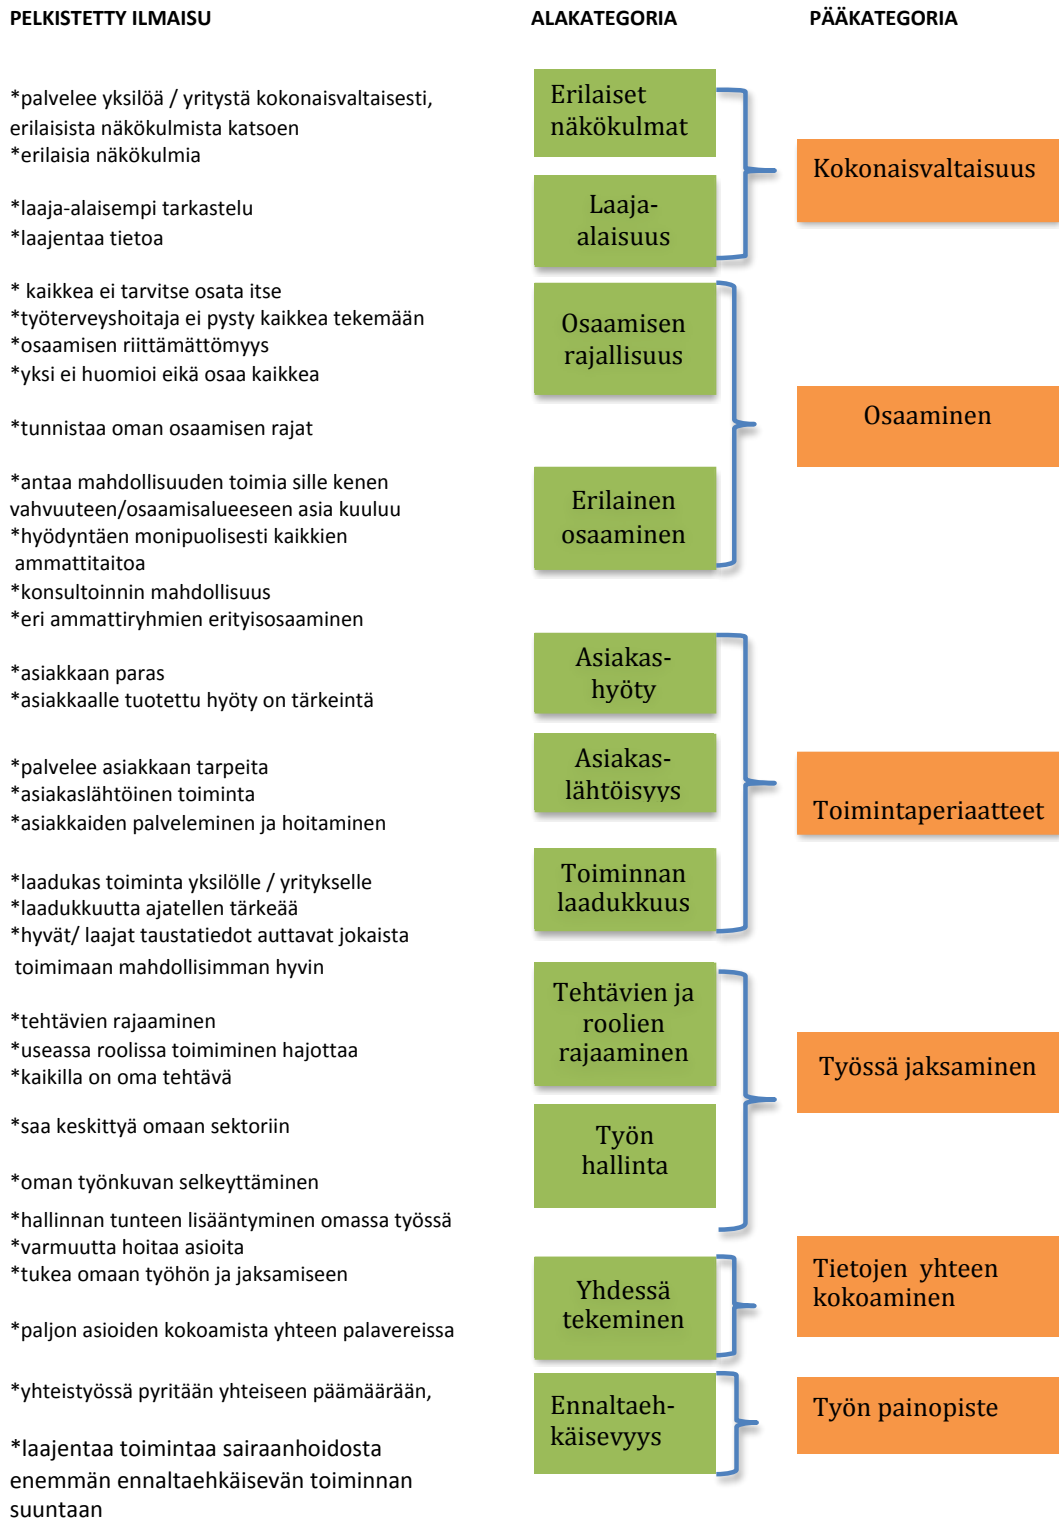 PELKISTETTY ILMAISU
ALAKATEGORIA
PÄÄKATEGORIA
*palvelee yksilöä / yritystä kokonaisvaltaisesti,
erilaisista näkökulmista katsoen
*erilaisia näkökulmia
Erilaiset
näkökulmat
Kokonaisvaltaisuus
*laaja-alaisempi tarkastelu
*laajentaa tietoa
Laaja-
alaisuus
* kaikkea ei tarvitse osata itse
*työterveyshoitaja ei pysty kaikkea tekemään
*osaamisen riittämättömyys
*yksi ei huomioi eikä osaa kaikkea
Osaamisen
rajallisuus
*tunnistaa oman osaamisen rajat
Osaaminen
*antaa mahdollisuuden toimia sille kenen
vahvuuteen/osaamisalueeseen asia kuuluu
*hyödyntäen monipuolisesti kaikkien
ammattitaitoa
*konsultoinnin mahdollisuus
*eri ammattiryhmien erityisosaaminen
Erilainen
osaaminen
*asiakkaan paras
*asiakkaalle tuotettu hyöty on tärkeintä
Asiakas-
hyöty
*palvelee asiakkaan tarpeita
*asiakaslähtöinen toiminta
*asiakkaiden palveleminen ja hoitaminen
Asiakas-
lähtöisyys
Toimintaperiaatteet
*laadukas toiminta yksilölle / yritykselle
*laadukkuutta ajatellen tärkeää
*hyvät/ laajat taustatiedot auttavat jokaista
toimimaan mahdollisimman hyvin
Toiminnan
laadukkuus
*tehtävien rajaaminen
*useassa roolissa toimiminen hajottaa
*kaikilla on oma tehtävä
Tehtävien ja
roolien
rajaaminen
Työssä jaksaminen
*saa keskittyä omaan sektoriin
*oman työnkuvan selkeyttäminen
*hallinnan tunteen lisääntyminen omassa työssä
*varmuutta hoitaa asioita
*tukea omaan työhön ja jaksamiseen
Työn
hallinta
*paljon asioiden kokoamista yhteen palavereissa
Yhdessä
tekeminen
Tietojen yhteen
kokoaminen
*yhteistyössä pyritään yhteiseen päämäärään,
*laajentaa toimintaa sairaanhoidosta
enemmän ennaltaehkäisevän toiminnan
suuntaan
Ennaltaeh-
käisevyys
Työn painopiste